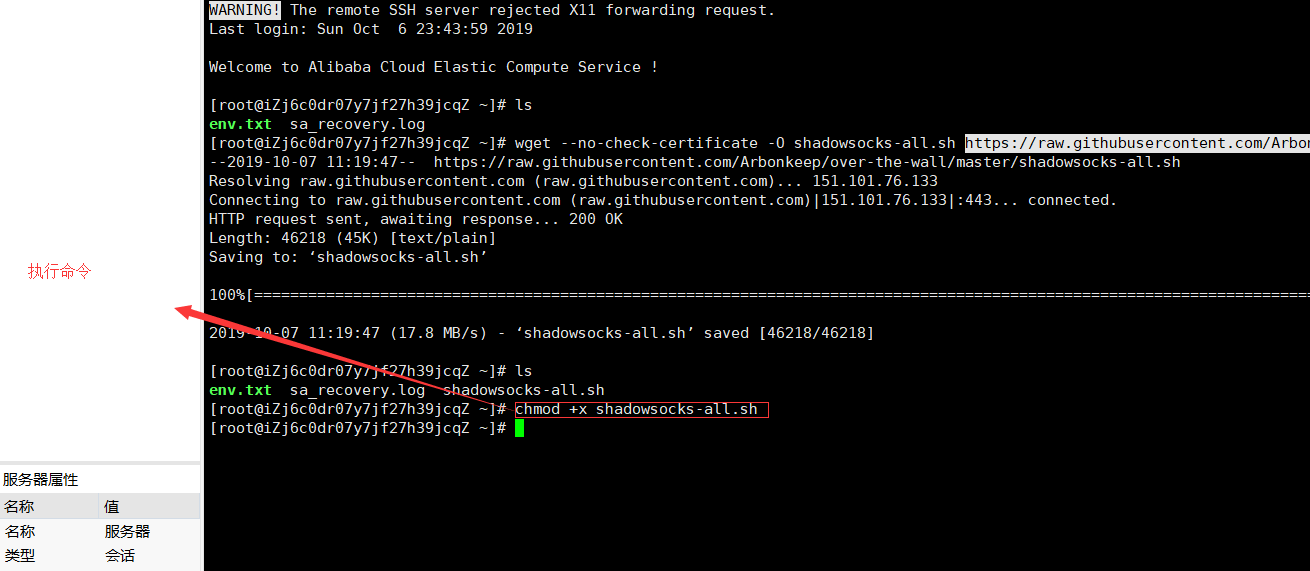 WARNING! The remote SSH server rejected X11 forwarding request.
Last login: Sun Oct  6 23:43:59 2019
Welcome to Alibaba Cloud Elastic Compute Service !
[root@iZj6c0dr07y7jf27h39jcqZ ~]# ls
env.txt  sa_recovery.log
[root@iZj6c0dr07y7jf27h39jcqZ ~]# wget --no-check-certificate -O shadowsocks-all.sh https://raw.githubusercontent.com/Arbon
--2019-10-07 11:19:47--  https://raw.githubusercontent.com/Arbonkeep/over-the-wall/master/shadowsocks-all.sh
Resolving raw.githubusercontent.com (raw.githubusercontent.com)... 151.101.76.133
Connecting to raw.githubusercontent.com (raw.githubusercontent.com)|151.101.76.133|:443... connected.
HTTP request sent, awaiting response... 200 OK
Length: 46218 (45K) [text/plain]
Saving to: ‘shadowsocks-all.sh’
100%[==========================================================================================================================
2019-10-07 11:19:47 (17.8 MB/s) - ‘shadowsocks-all.sh’ saved [46218/46218]
[root@iZj6c0dr07y7jf27h39jcqZ ~]# ls
env.txt  sa_recovery.log  shadowsocks-all.sh
[root@iZj6c0dr07y7jf27h39jcqZ ~]# chmod +x shadowsocks-all.sh
[root@iZj6c0dr07y7jf27h39jcqZ ~]#
执行命令
服务器属性
名称 值
名称 服务器
类型 会话